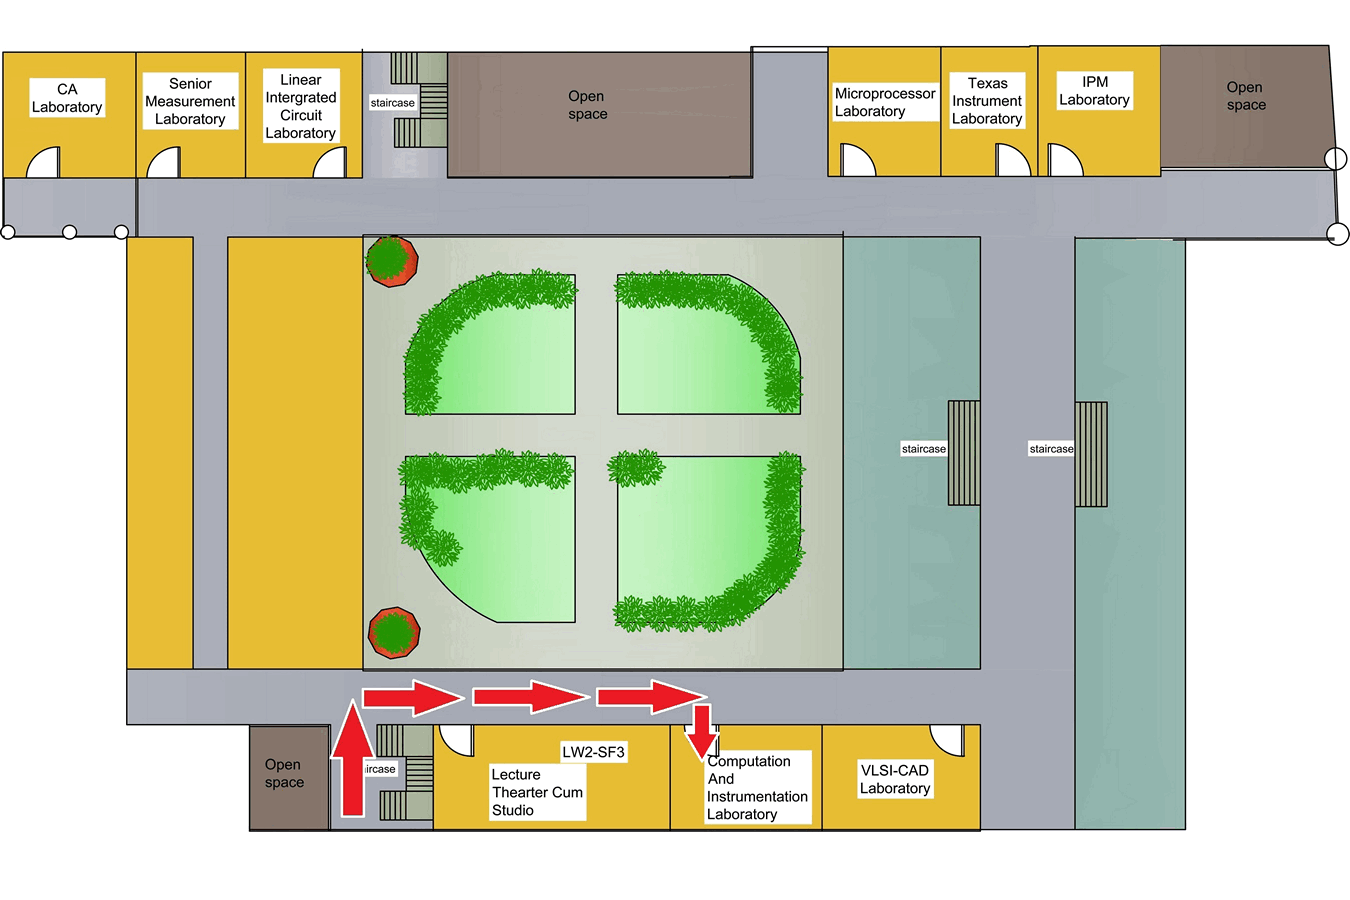 CA
Laboratory
Senior
Measurement
Laboratory
Linear
Intergrated
Circuit
Laboratory
staircase
Open
space
Microprocessor
Laboratory
Texas
Instrument
Laboratory
IPM
Laboratory
Open
space
staircase
staircase
Open
space
aircase
LW2-SF3
Lecture
Thearter Cum
Studio
Computation
And
Instrumentation
Laboratory
VLSI-CAD
Laboratory